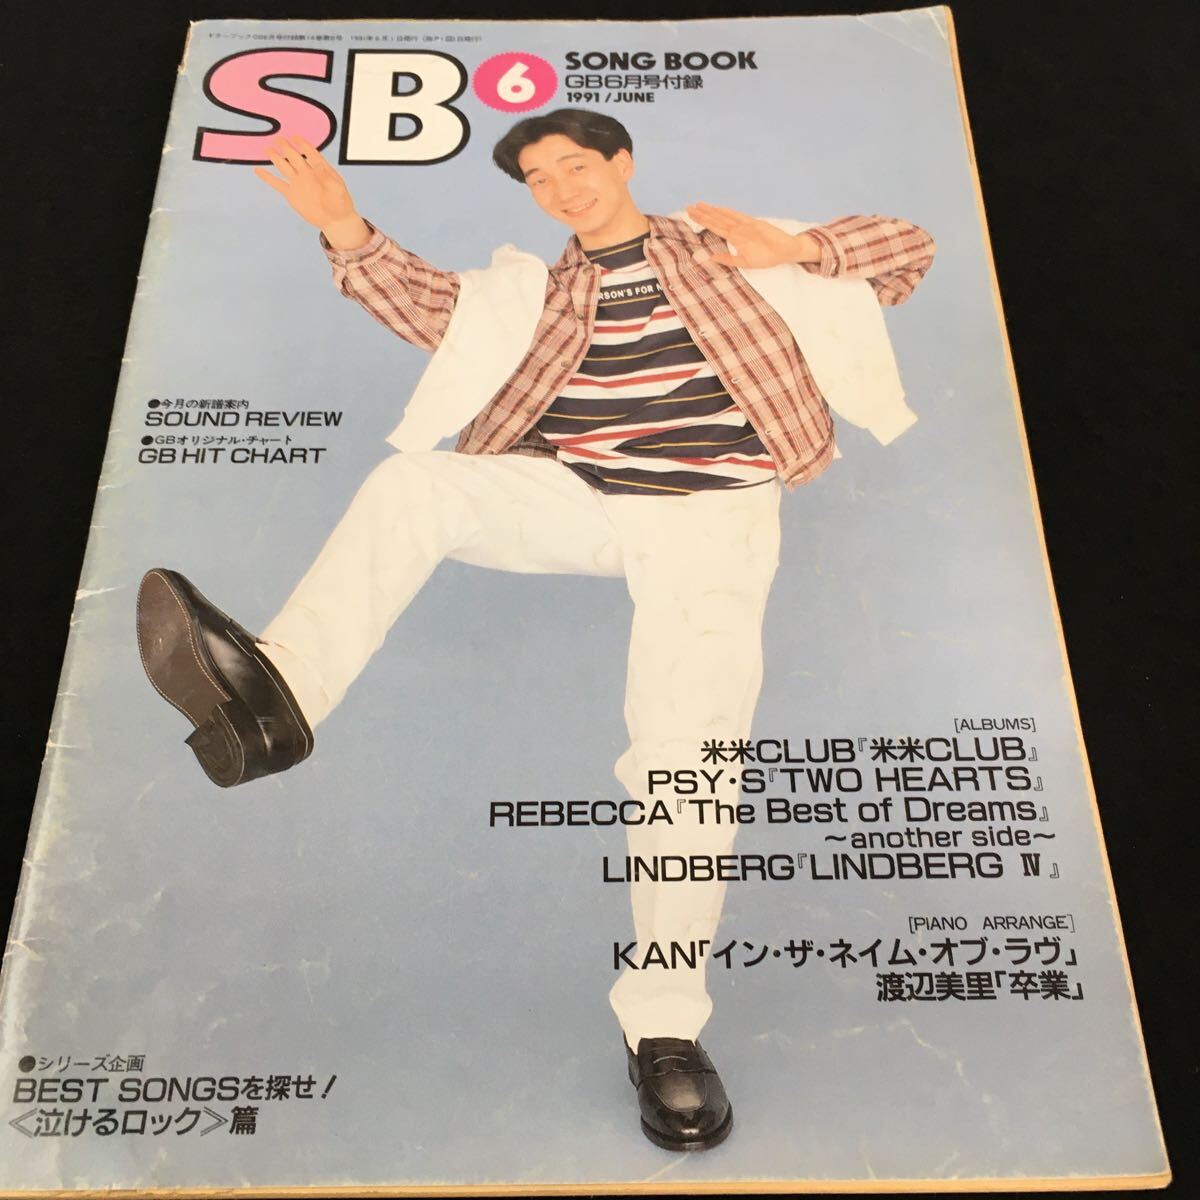 SB
6
SONG BOOK
GB6月号付録
1991/JUNE
RSON'S FOR
●今月の新譜案内
SOUND REVIEW
●GBオリジナル・チャート
GB HIT CHART
[ALBUMS]
米米CLUB『米米CLUB』
PSY・S『TWO HEARTS』
REBECCA『The Best of Dreams』
～another side～
LINDBERG『LINDBERG Ⅳ』
[PIANO ARRANGE]
KAN「イン・ザ・ネイム・オブ・ラヴ」
渡辺美里「卒業」
●シリーズ企画
BEST SONGSを探せ！
≪泣けるロック≫篇